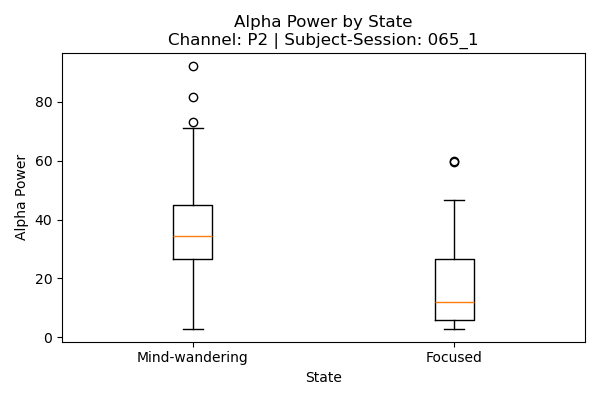 Alpha Power by State
Channel: P2 | Subject-Session: 065_1
Alpha Power
80
60
40
20
0
Mind-wandering
Focused
State